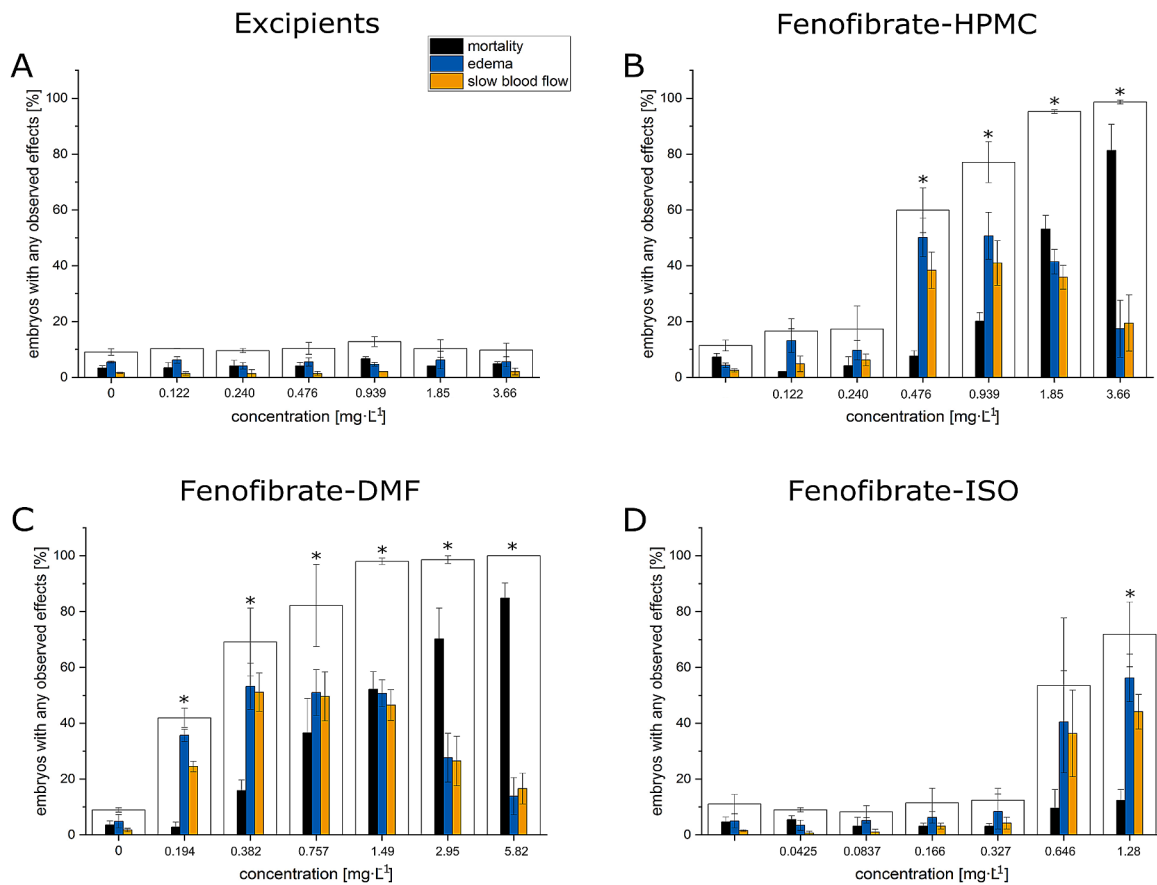 Excipients
Fenofibrate-HPMC
A
mortality
edema
slow blood flow
B
embryos with any observed effects [%]
100
80
60
40
20
0
0 0.122 0.240 0.476 0.939 1.85 3.66
concentration [mg·L¹]
embryos with any observed effects [%]
100
80
60
40
20
0
* * * * *
0.122 0.240 0.476 0.939 1.85 3.66
concentration [mg·L¹]
Fenofibrate-DMF
Fenofibrate-ISO
C
D
embryos with any observed effects [%]
100
80
60
40
20
0
* * * * * *
0 0.194 0.382 0.757 1.49 2.95 5.82
concentration [mg·L¹]
embryos with any observed effects [%]
100
80
60
40
20
0
*
0.0425 0.0837 0.166 0.327 0.646 1.28
concentration [mg·L¹]